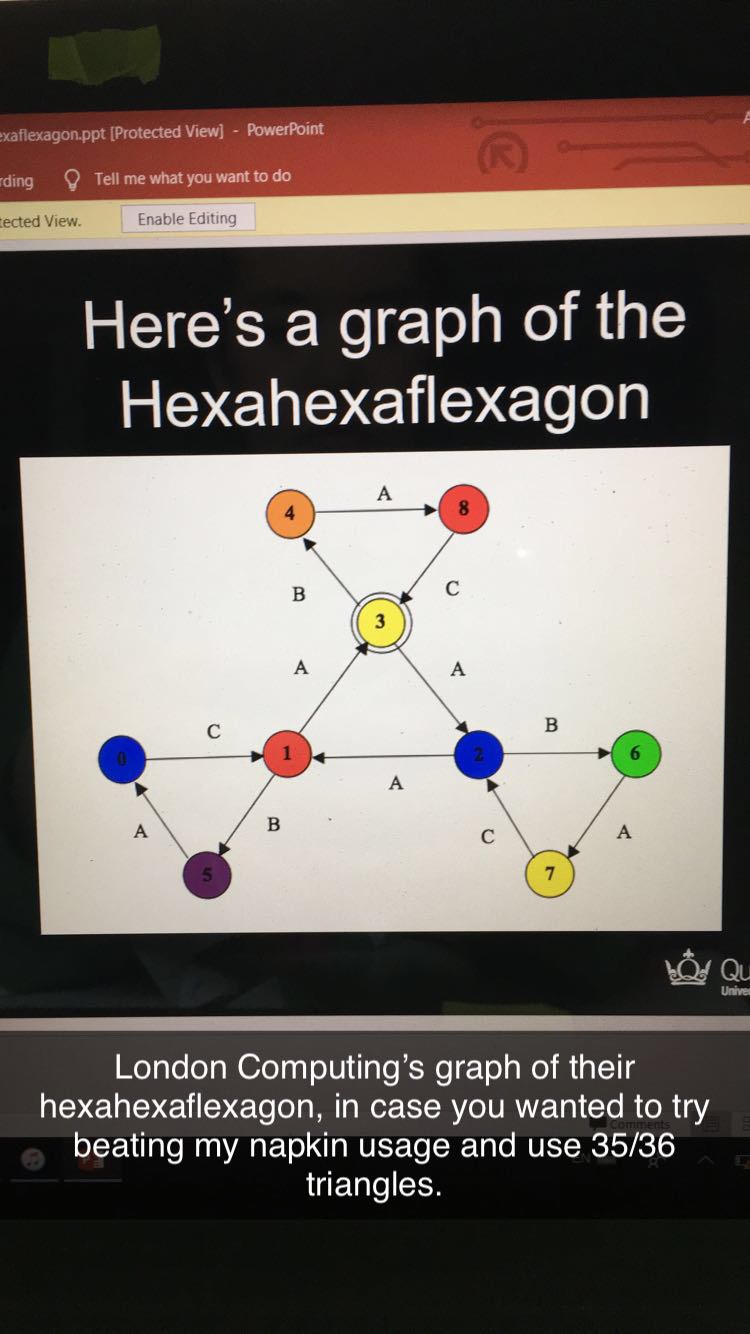 exaflexagon.ppt [Protected View] - PowerPoint
rding Tell me what you want to do
tected View. Enable Editing
Here's a graph of the
Hexahexaflexagon
A
4 8
B C
3
A A
C B
0 1 2 6
A
A B C A
5 7
Qu
Unive
London Computing's graph of their
hexahexaflexagon, in case you wanted to try
beating my napkin usage and use 35/36
triangles.
Comments